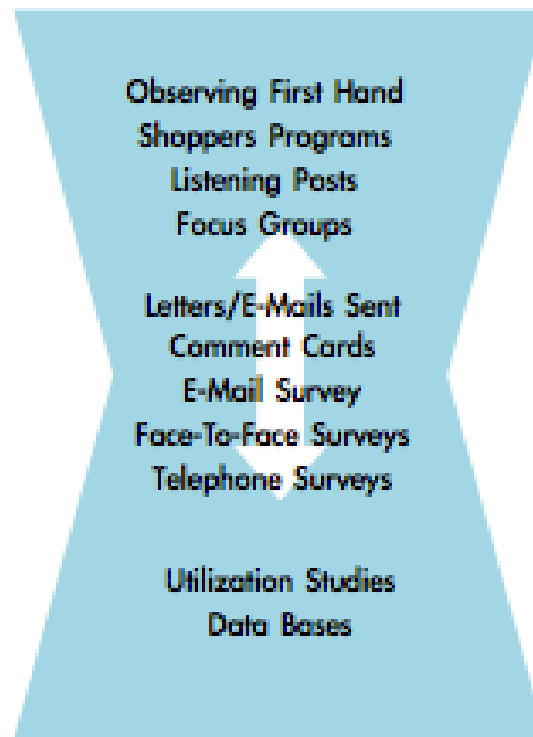 Observing First Hand
Shoppers Programs
Listening Posts
Focus Groups
Letters/E-Mails Sent
Comment Cards
E-Mail Survey
Face-To-Face Surveys
Telephone Surveys
Utilization Studies
Data Bases